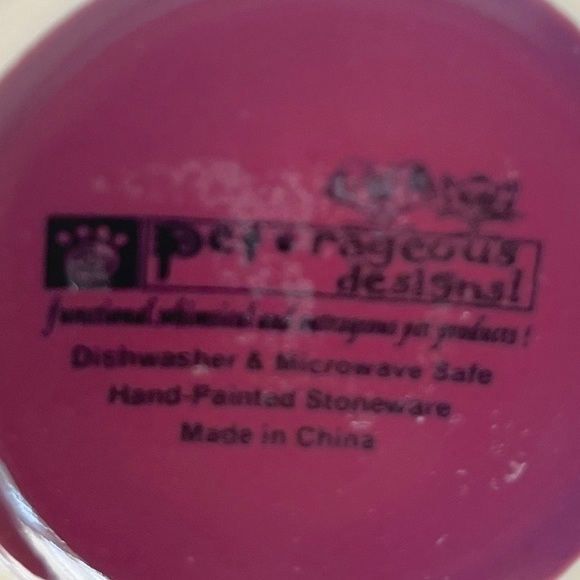 pet•rageous
designs!
functional, whimsical and outrageous pet products!
Dishwasher & Microwave Safe
Hand-Painted Stoneware
Made in China